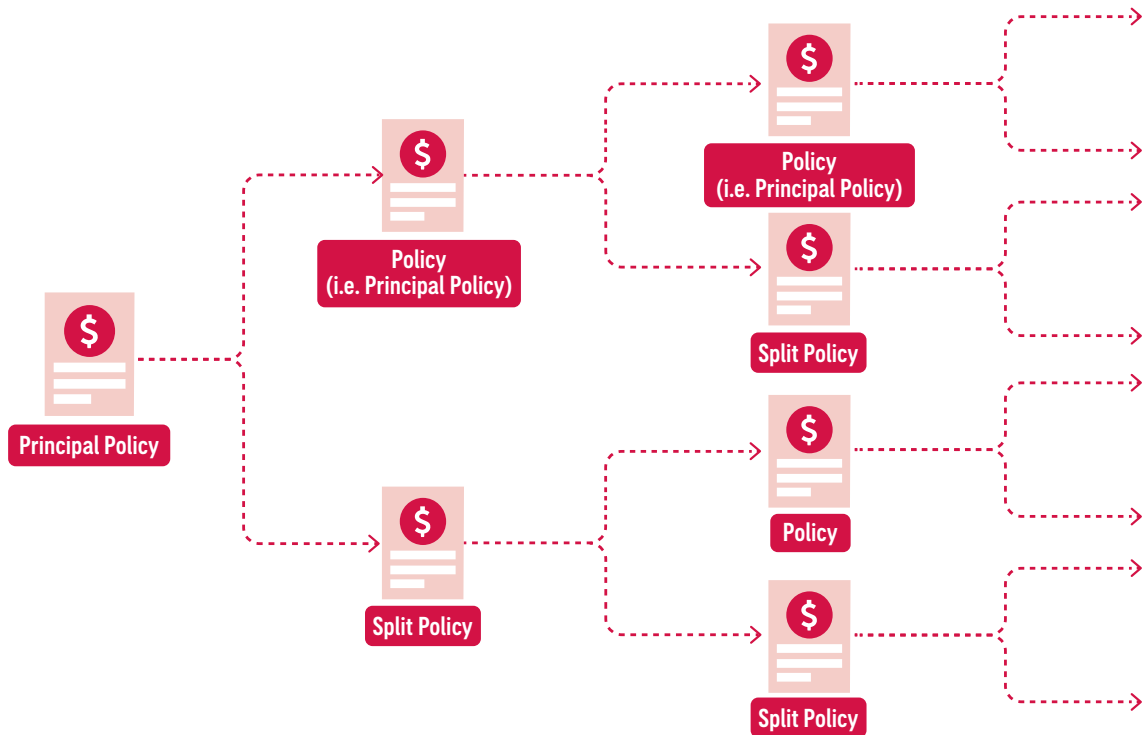 $
Policy
(i.e. Principal Policy)
$
Policy
(i.e. Principal Policy)
$
Split Policy
$
Principal Policy
$
Policy
$
Split Policy
$
Split Policy